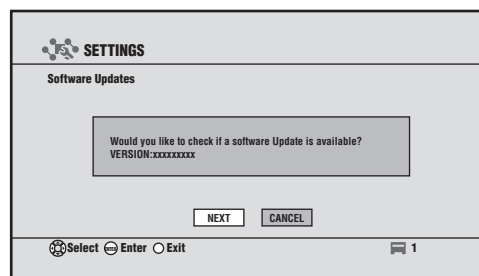 SETTINGS
Software Updates
Would you like to check if a software Update is available?
VERSION:xxxxxxxxx
NEXT CANCEL
Select Enter Exit 1